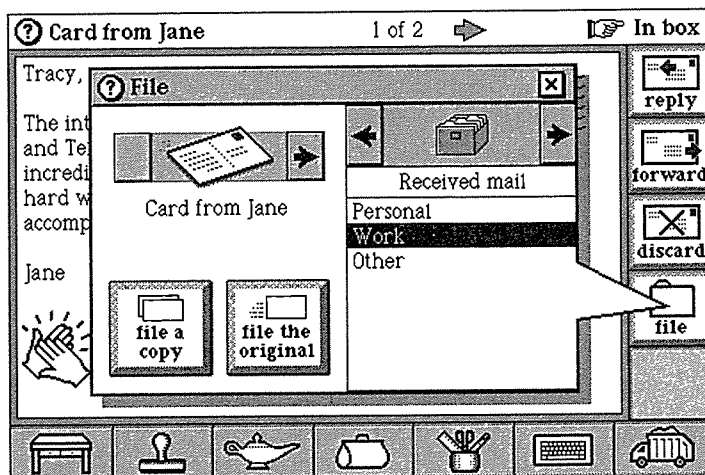 Card from Jane
1 of 2
In box
Tracy,
The int
and Tel
incredi
hard w
accomp
Jane
File
Card from Jane
file a
copy
file the
original
Received mail
Personal
Work
Other
reply
forward
discard
file